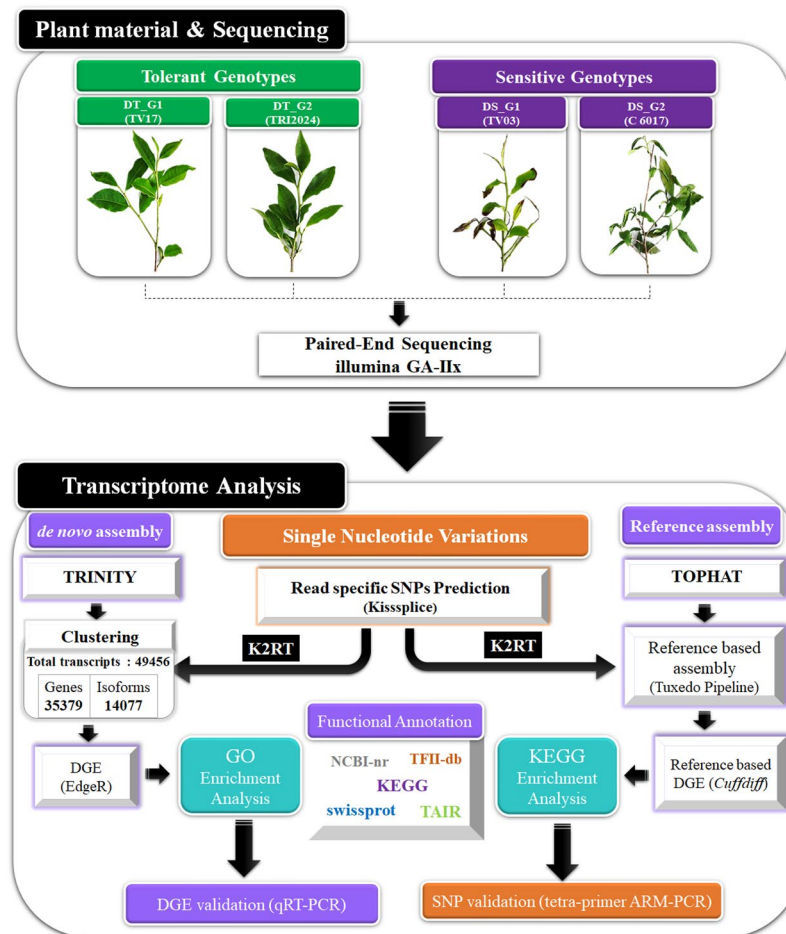 Plant material & Sequencing
Tolerant Genotypes
Sensitive Genotypes
DT_G1
(TV17)
DT_G2
(TRI2024)
DS_G1
(TV03)
DS_G2
(C 6017)
Paired-End Sequencing
illumina GA-IIx
Transcriptome Analysis
de novo assembly
Single Nucleotide Variations
Reference assembly
TRINITY
Read specific SNPs Prediction
(Kisssplice)
TOPHAT
Clustering
Total transcripts : 49456
Genes
35379
Isoforms
14077
K2RT
K2RT
Reference based
assembly
(Tuxedo Pipeline)
Functional Annotation
NCBI-nr
TFII-db
KEGG
swissprot
TAIR
DGE
(EdgeR)
GO
Enrichment
Analysis
KEGG
Enrichment
Analysis
Reference based
DGE (Cuffdiff)
DGE validation (qRT-PCR)
SNP validation (tetra-primer ARM-PCR)